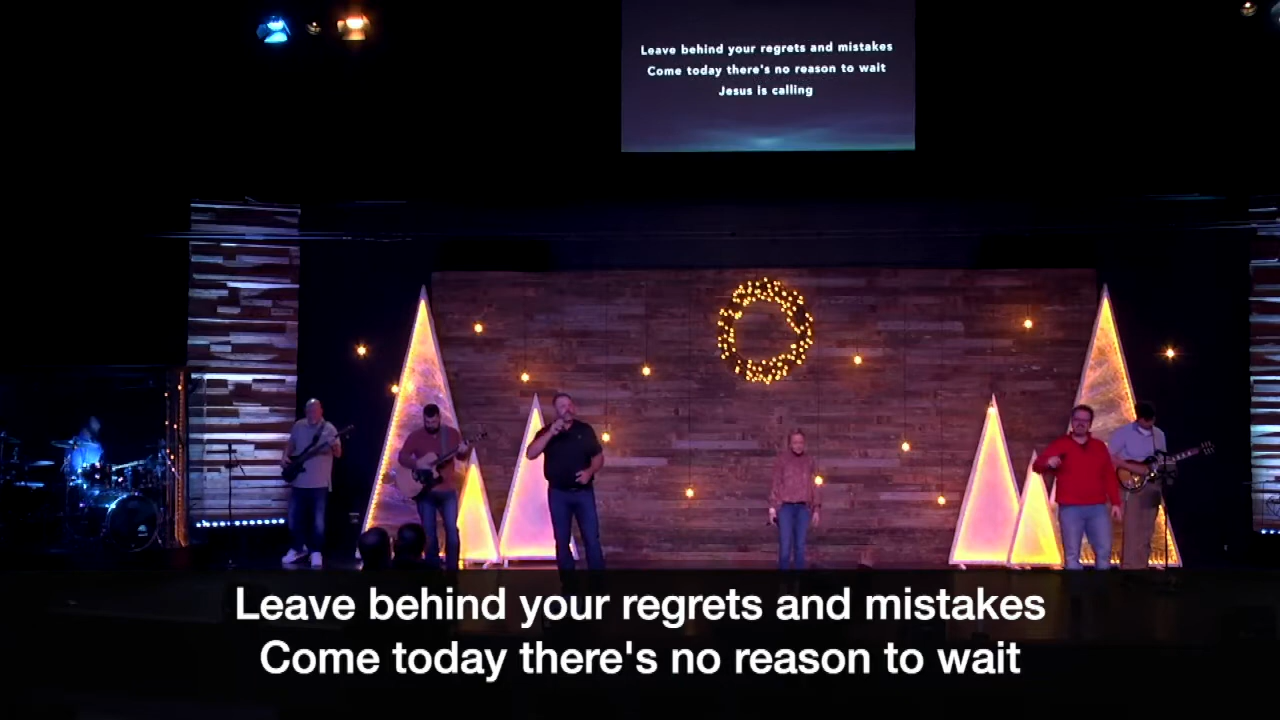 Leave behind your regrets and mistakes
Come today there's no reason to wait
Jesus is calling
Leave behind your regrets and mistakes
Come today there's no reason to wait